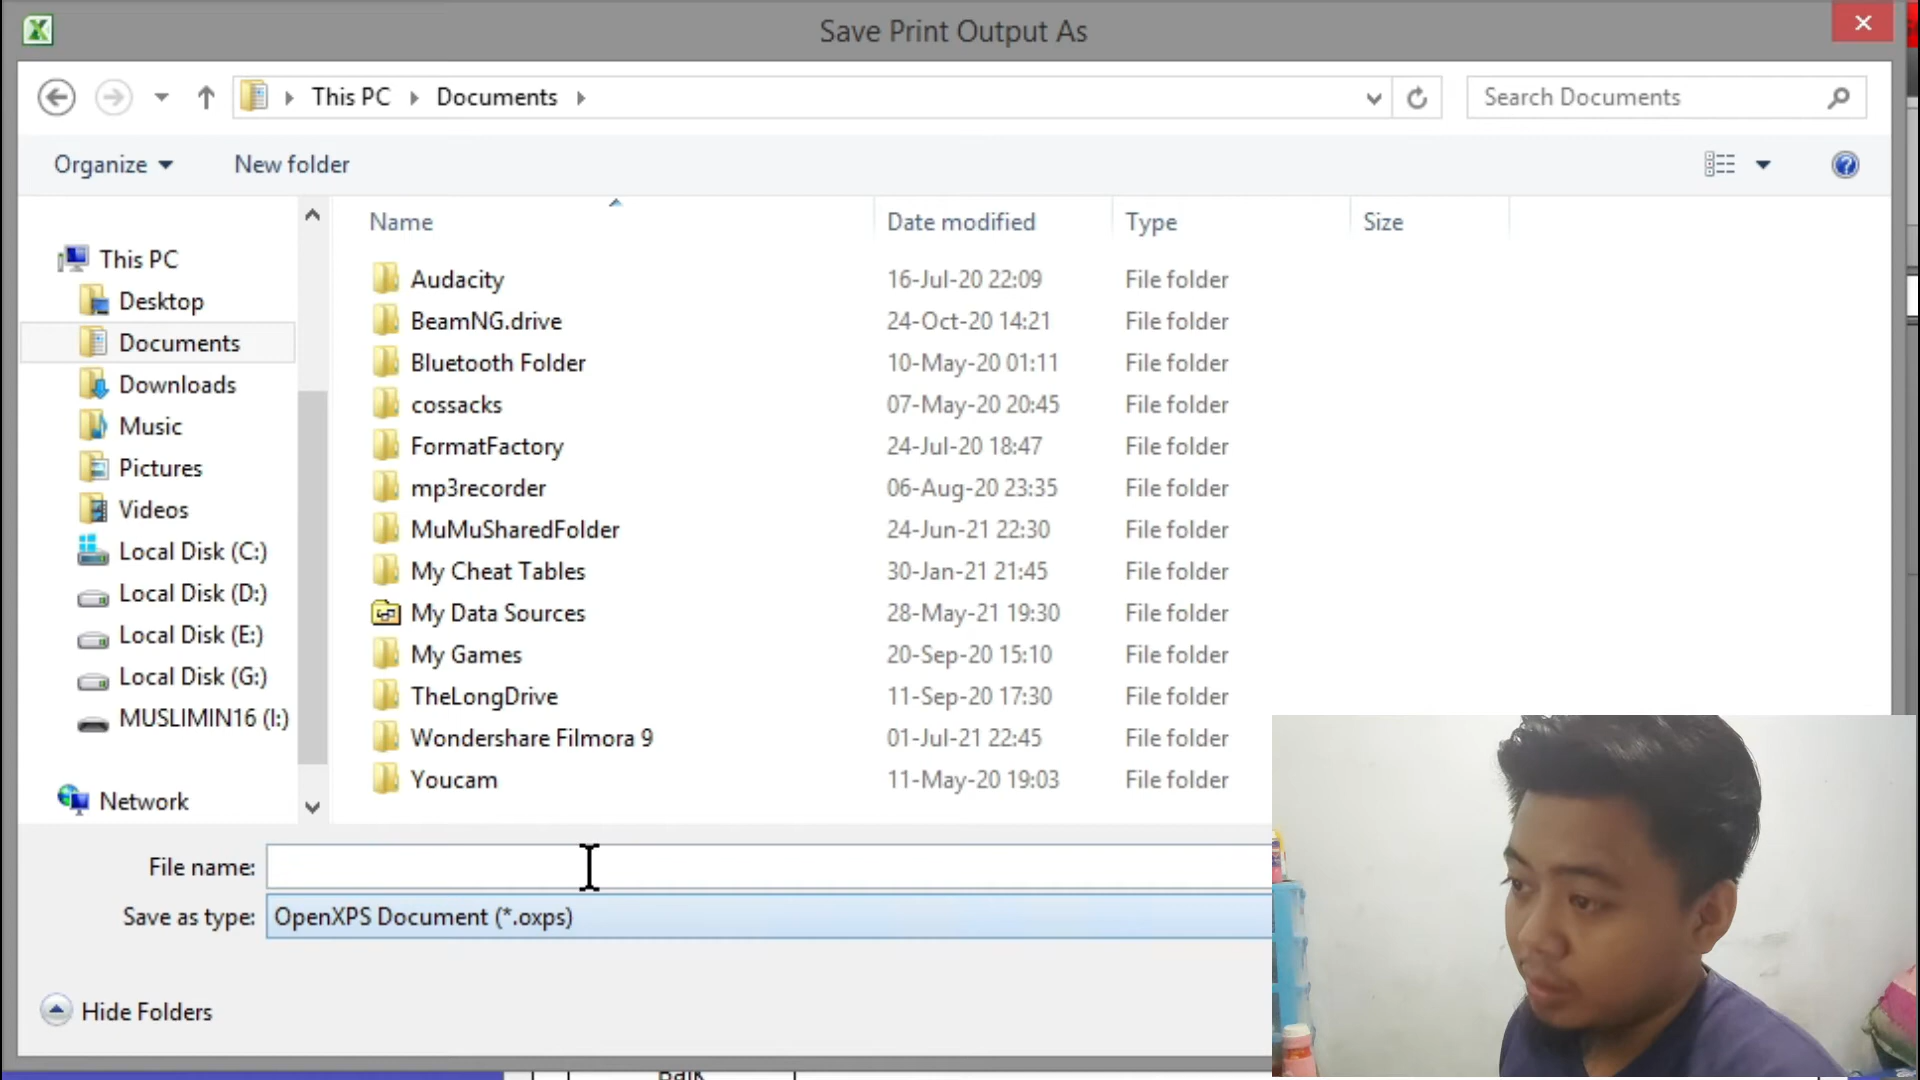 Save Print Output As
This PC Documents
Search Documents
Organize New folder
Name Date modified Type Size
This PC
Desktop
Documents
Downloads
Music
Pictures
Videos
Local Disk (C:)
Local Disk (D:)
Local Disk (E:)
Local Disk (G:)
MUSLIMIN16 (I:)
Network
Audacity 16-Jul-20 22:09 File folder
BeamNG.drive 24-Oct-20 14:21 File folder
Bluetooth Folder 10-May-20 01:11 File folder
cossacks 07-May-20 20:45 File folder
FormatFactory 24-Jul-20 18:47 File folder
mp3recorder 06-Aug-20 23:35 File folder
MuMuSharedFolder 24-Jun-21 22:30 File folder
My Cheat Tables 30-Jan-21 21:45 File folder
My Data Sources 28-May-21 19:30 File folder
My Games 20-Sep-20 15:10 File folder
TheLongDrive 11-Sep-20 17:30 File folder
Wondershare Filmora 9 01-Jul-21 22:45 File folder
Youcam 11-May-20 19:03 File folder
File name:
Save as type: OpenXPS Document (*.oxps)
Hide Folders